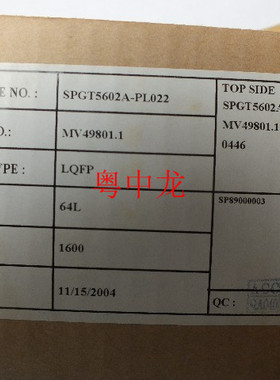 E NO. :
SPGT5602A-PL022
O.:
MV49801.1
YPE :
LQFP
64L
1600
11/15/2004
TOP SIDE
SPGT5602A
MV49801.1
0446
SP89000003
QC :
粤中龙